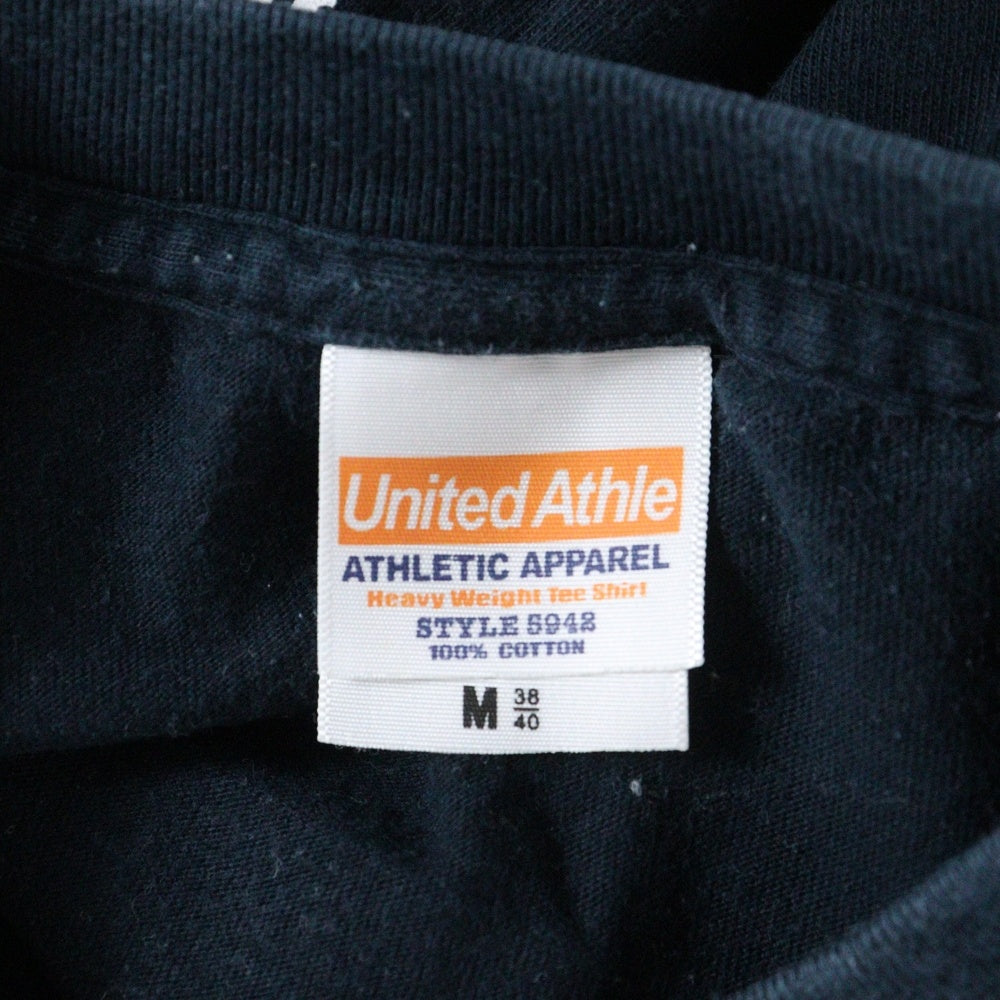 United Athle
ATHLETIC APPAREL
Heavy Weight Tee Shirt
STYLE 5942
100% COTTON
M 38/40